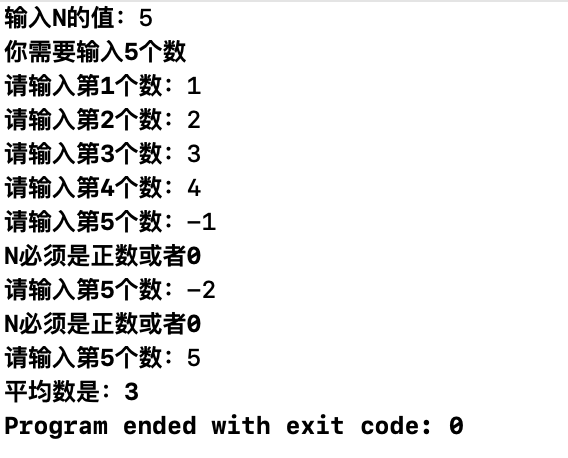 输入N的值：5
你需要输入5个数
请输入第1个数：1
请输入第2个数：2
请输入第3个数：3
请输入第4个数：4
请输入第5个数：-1
N必须是正数或者0
请输入第5个数：-2
N必须是正数或者0
请输入第5个数：5
平均数是：3
Program ended with exit code: 0